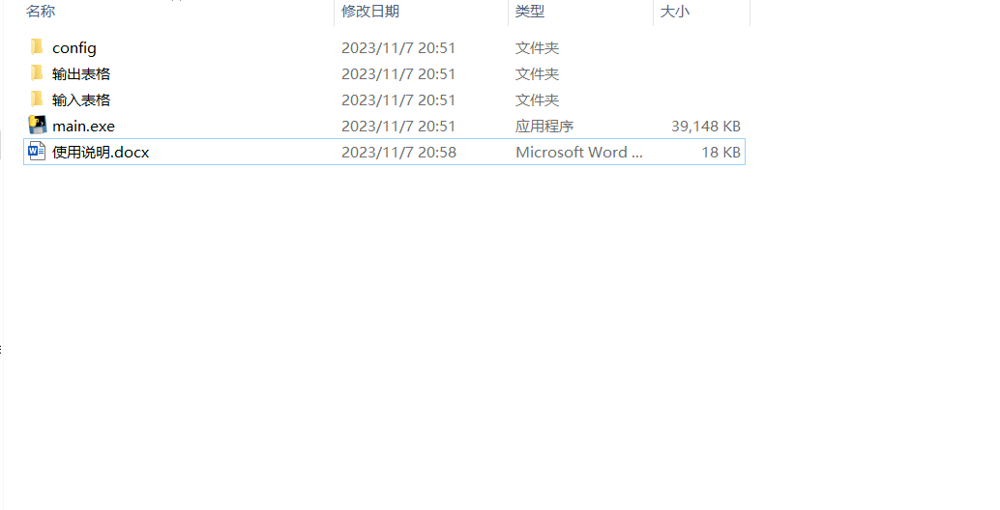 名称 修改日期 类型 大小
config 2023/11/7 20:51 文件夹
输出表格 2023/11/7 20:51 文件夹
输入表格 2023/11/7 20:51 文件夹
main.exe 2023/11/7 20:51 应用程序 39,148 KB
使用说明.docx 2023/11/7 20:58 Microsoft Word ... 18 KB